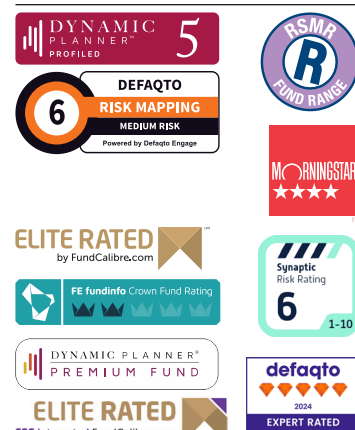 DYNAMIC
PLANNER™
PROFILED
5
RSMR
R
FUND RANGE
6
DEFAQTO
RISK MAPPING
MEDIUM RISK
Powered by Defaqto Engage
MORNINGSTAR
ELITE RATED
by FundCalibre.com
Synaptic
Risk Rating
6
1-10
FE fundinfo Crown Fund Rating
DYNAMIC PLANNER®
PREMIUM FUND
defaqto
2024
EXPERT RATED
ELITE RATED